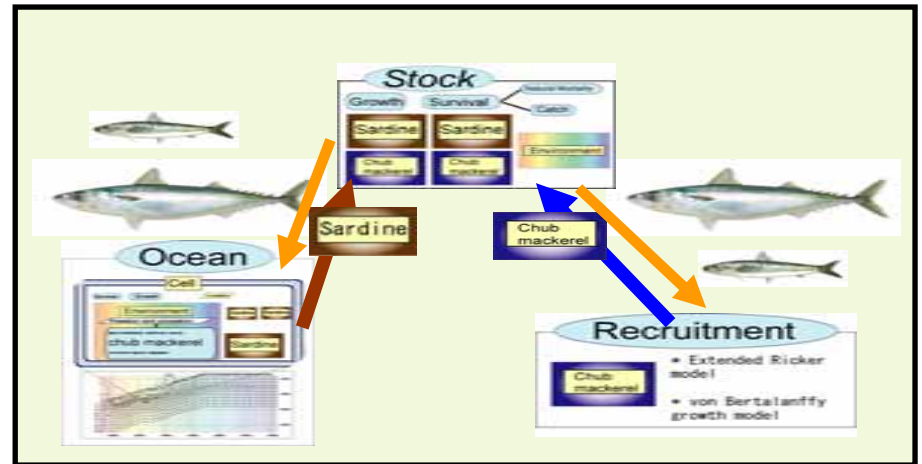 Stock
Growth Survival
Natural Mortality
Catch
Sardine Sardine
Environment
Chub
mackerel
Chub
mackerel
Sardine
Chub
mackerel
Ocean
Cell
Environment
chub mackerel
Sardine
Recruitment
Chub
mackerel
* Extended Ricker
model
* von Bertalanffy
growth model